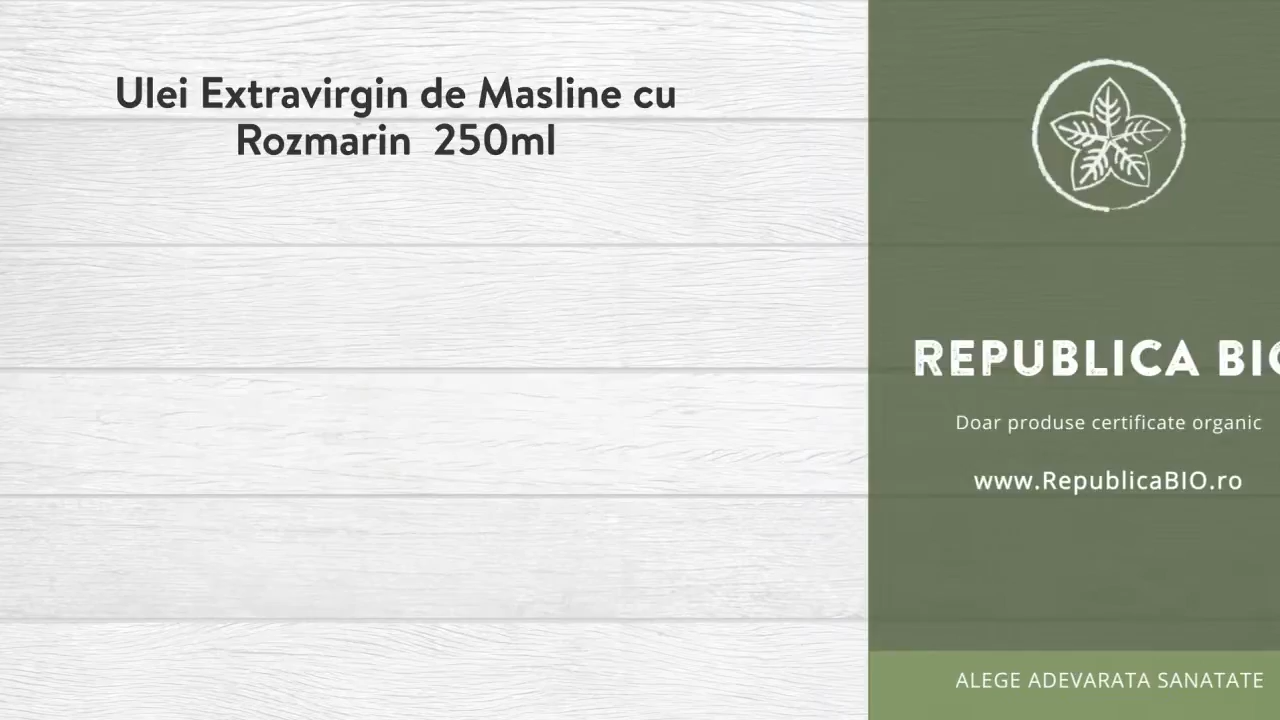 Ulei Extravirgin de Masline cu
Rozmarin 250ml
REPUBLICA BIO
Doar produse certificate organic
www.RepublicaBIO.ro
ALEGE ADEVARATA SANATATE